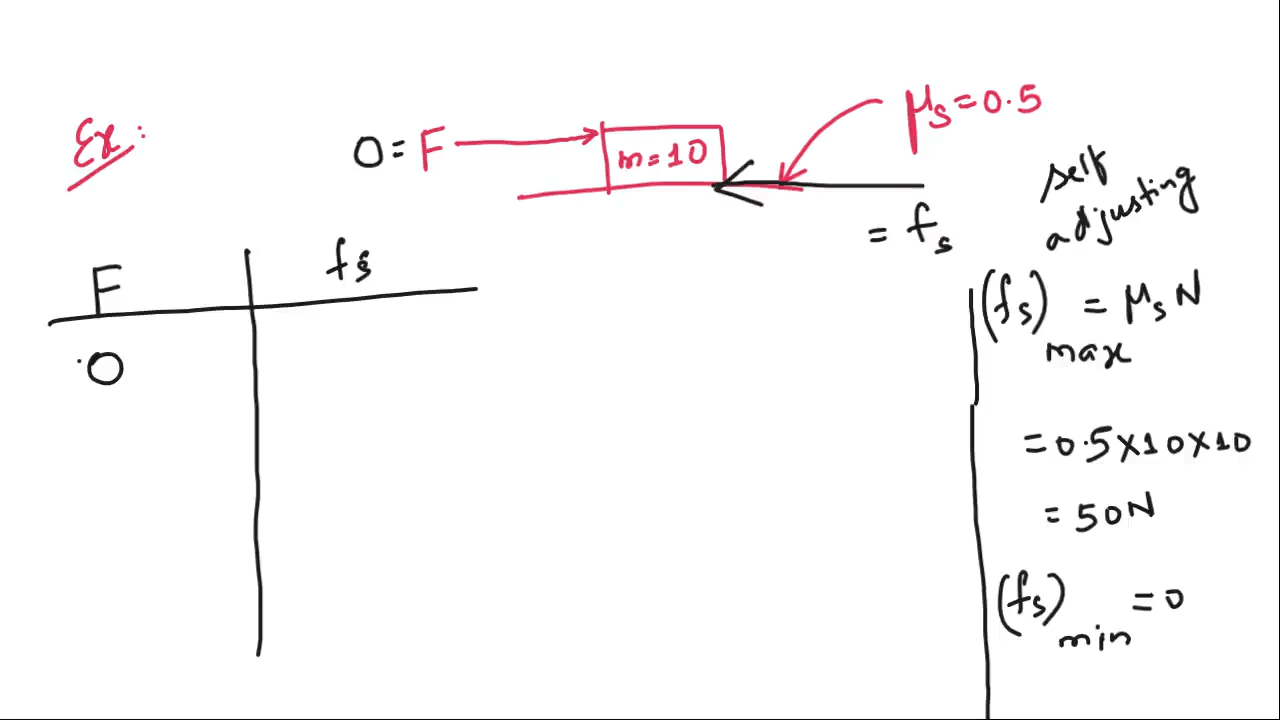 Ex:
0 = F
m = 10
μs = 0.5
= fs
self
adjusting
F
fs
0
(fs)max = μs N
= 0.5 × 10 × 10
= 50N
(fs)min = 0